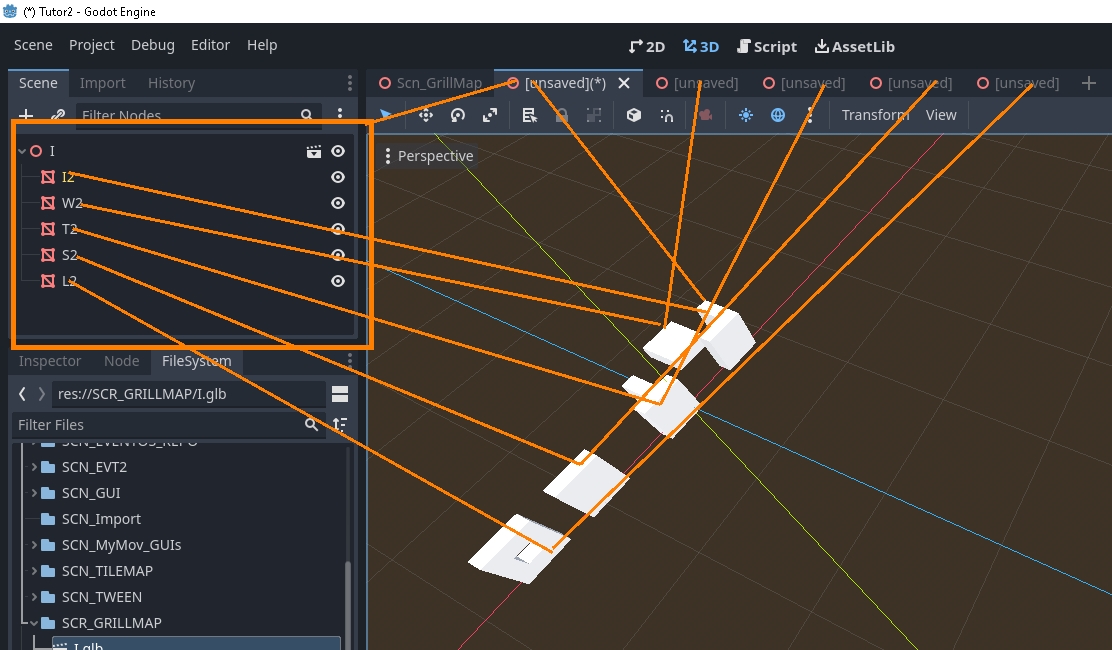 (*) Tutor2 - Godot Engine
Scene Project Debug Editor Help
2D 3D Script AssetLib
Scene Import History
Scn_GrillMap [unsaved](*) [unsaved] [unsaved] [unsaved] [unsaved]
Filter Nodes
Transform View
Perspective
I
I2
W2
T2
S2
L2
Inspector Node FileSystem
res://SCR_GRILLMAP/I.glb
Filter Files
SCN_EVENTOS_REPO
SCN_EVT2
SCN_GUI
SCN_Import
SCN_MyMov_GUIs
SCN_TILEMAP
SCN_TWEEN
SCR_GRILLMAP
I.glb